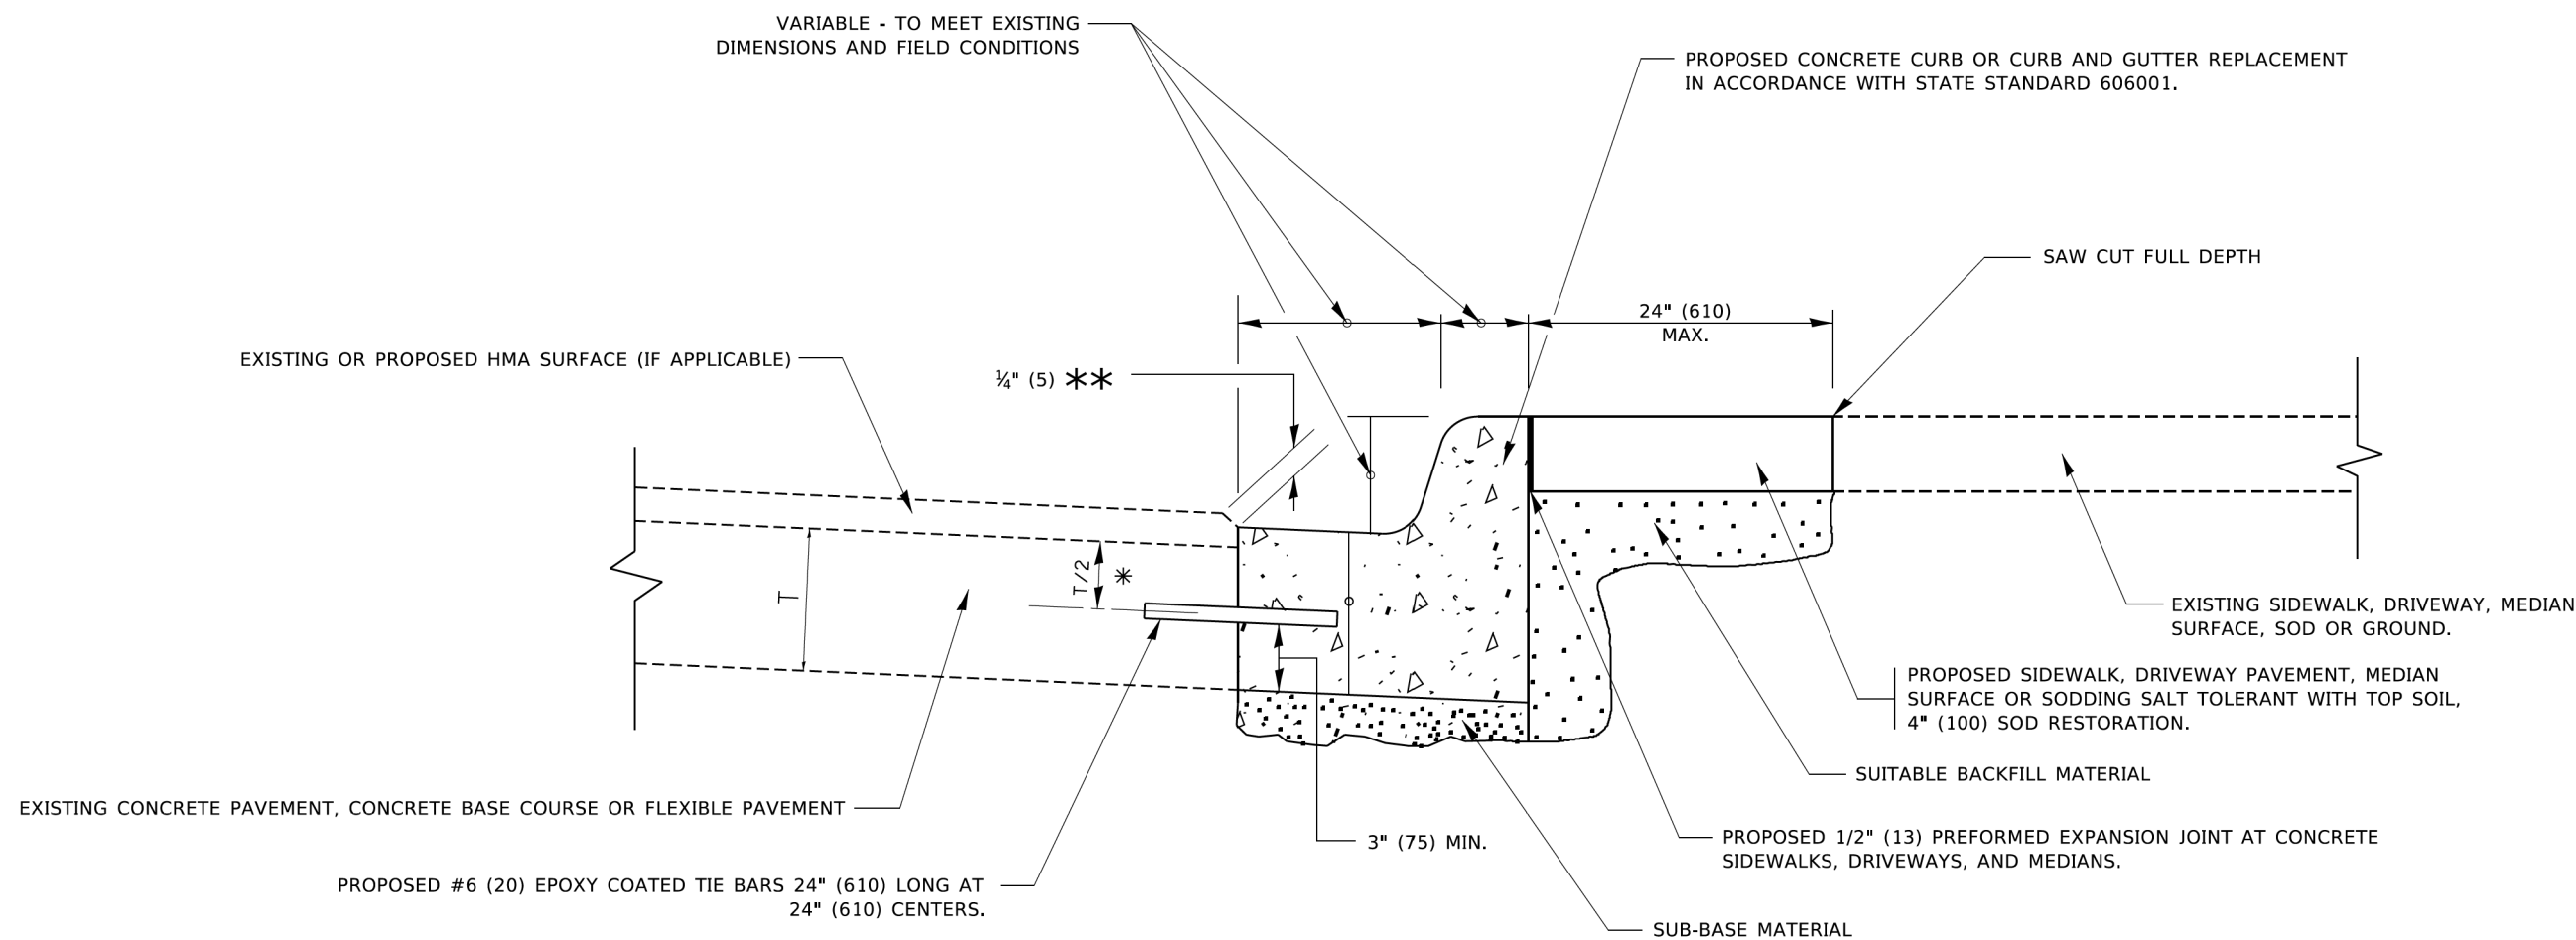 VARIABLE - TO MEET EXISTING
DIMENSIONS AND FIELD CONDITIONS
PROPOSED CONCRETE CURB OR CURB AND GUTTER REPLACEMENT
IN ACCORDANCE WITH STATE STANDARD 606001.
SAW CUT FULL DEPTH
24" (610)
MAX.
EXISTING OR PROPOSED HMA SURFACE (IF APPLICABLE)
¼" (5) **
T/2
*
T
EXISTING SIDEWALK, DRIVEWAY, MEDIAN
SURFACE, SOD OR GROUND.
PROPOSED SIDEWALK, DRIVEWAY PAVEMENT, MEDIAN
SURFACE OR SODDING SALT TOLERANT WITH TOP SOIL,
4" (100) SOD RESTORATION.
SUITABLE BACKFILL MATERIAL
EXISTING CONCRETE PAVEMENT, CONCRETE BASE COURSE OR FLEXIBLE PAVEMENT
3" (75) MIN.
PROPOSED 1/2" (13) PREFORMED EXPANSION JOINT AT CONCRETE
SIDEWALKS, DRIVEWAYS, AND MEDIANS.
PROPOSED #6 (20) EPOXY COATED TIE BARS 24" (610) LONG AT
24" (610) CENTERS.
SUB-BASE MATERIAL